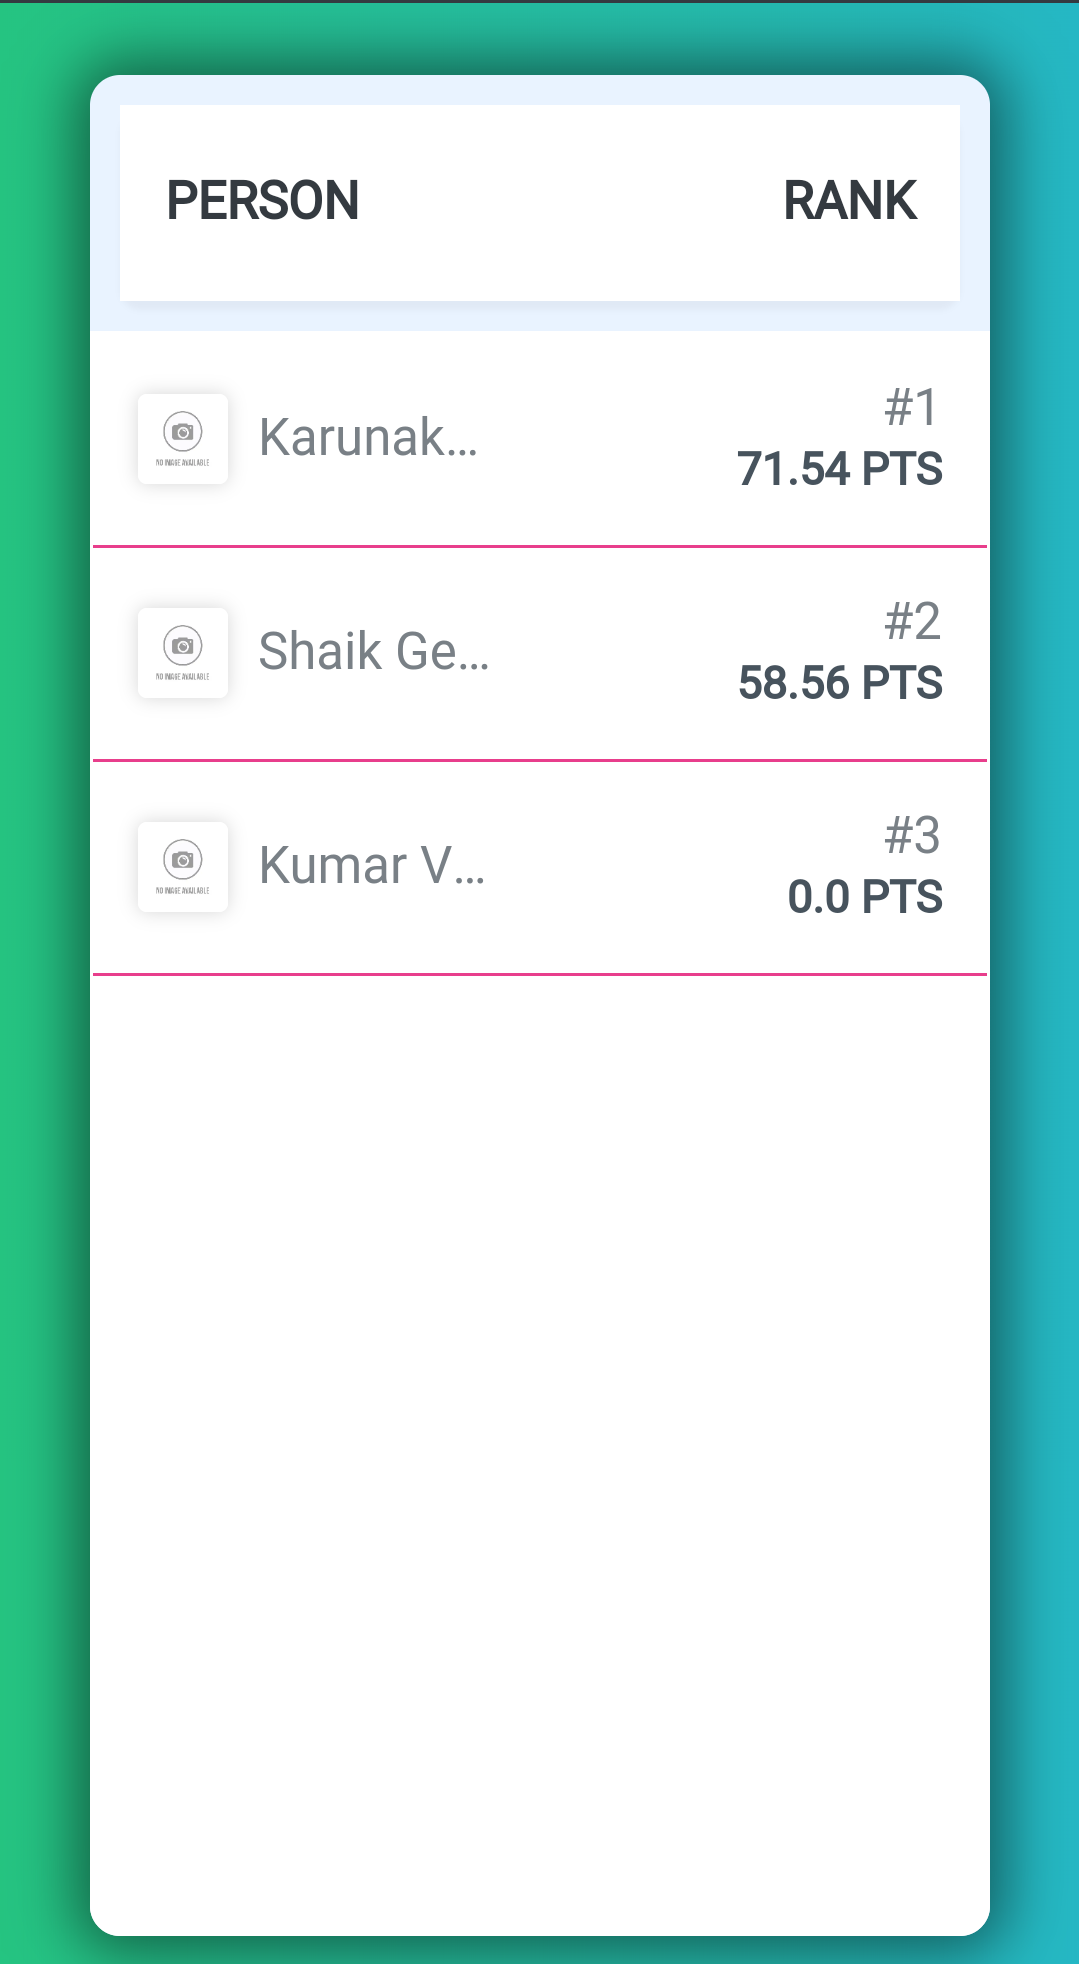 PERSON RANK
#1
Karunak...
71.54 PTS
NO IMAGE AVAILABLE
#2
Shaik Ge...
58.56 PTS
NO IMAGE AVAILABLE
#3
Kumar V...
0.0 PTS
NO IMAGE AVAILABLE